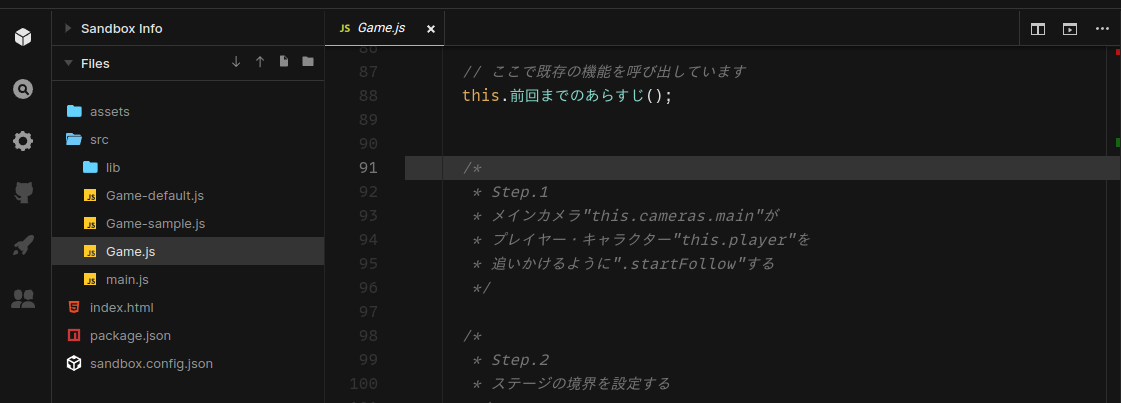 Sandbox Info
Files
assets
src
lib
JS Game-default.js
JS Game-sample.js
JS Game.js
JS main.js
index.html
package.json
sandbox.config.json
JS Game.js ×
86
87 // ここで既存の機能を呼び出しています
88 this.前回までのあらすじ();
89
90
91 /*
92 * Step.1
93 * メインカメラ"this.cameras.main"が
94 * プレイヤー・キャラクター"this.player"を
95 * 追いかけるように".startFollow"する
96 */
97
98 /*
99 * Step.2
100 * ステージの境界を設定する